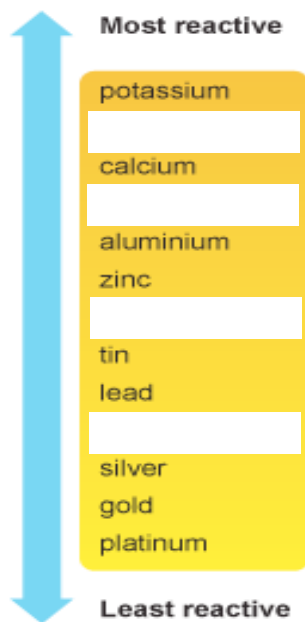 Most reactive
potassium
calcium
aluminium
zinc
tin
lead
silver
gold
platinum
Least reactive